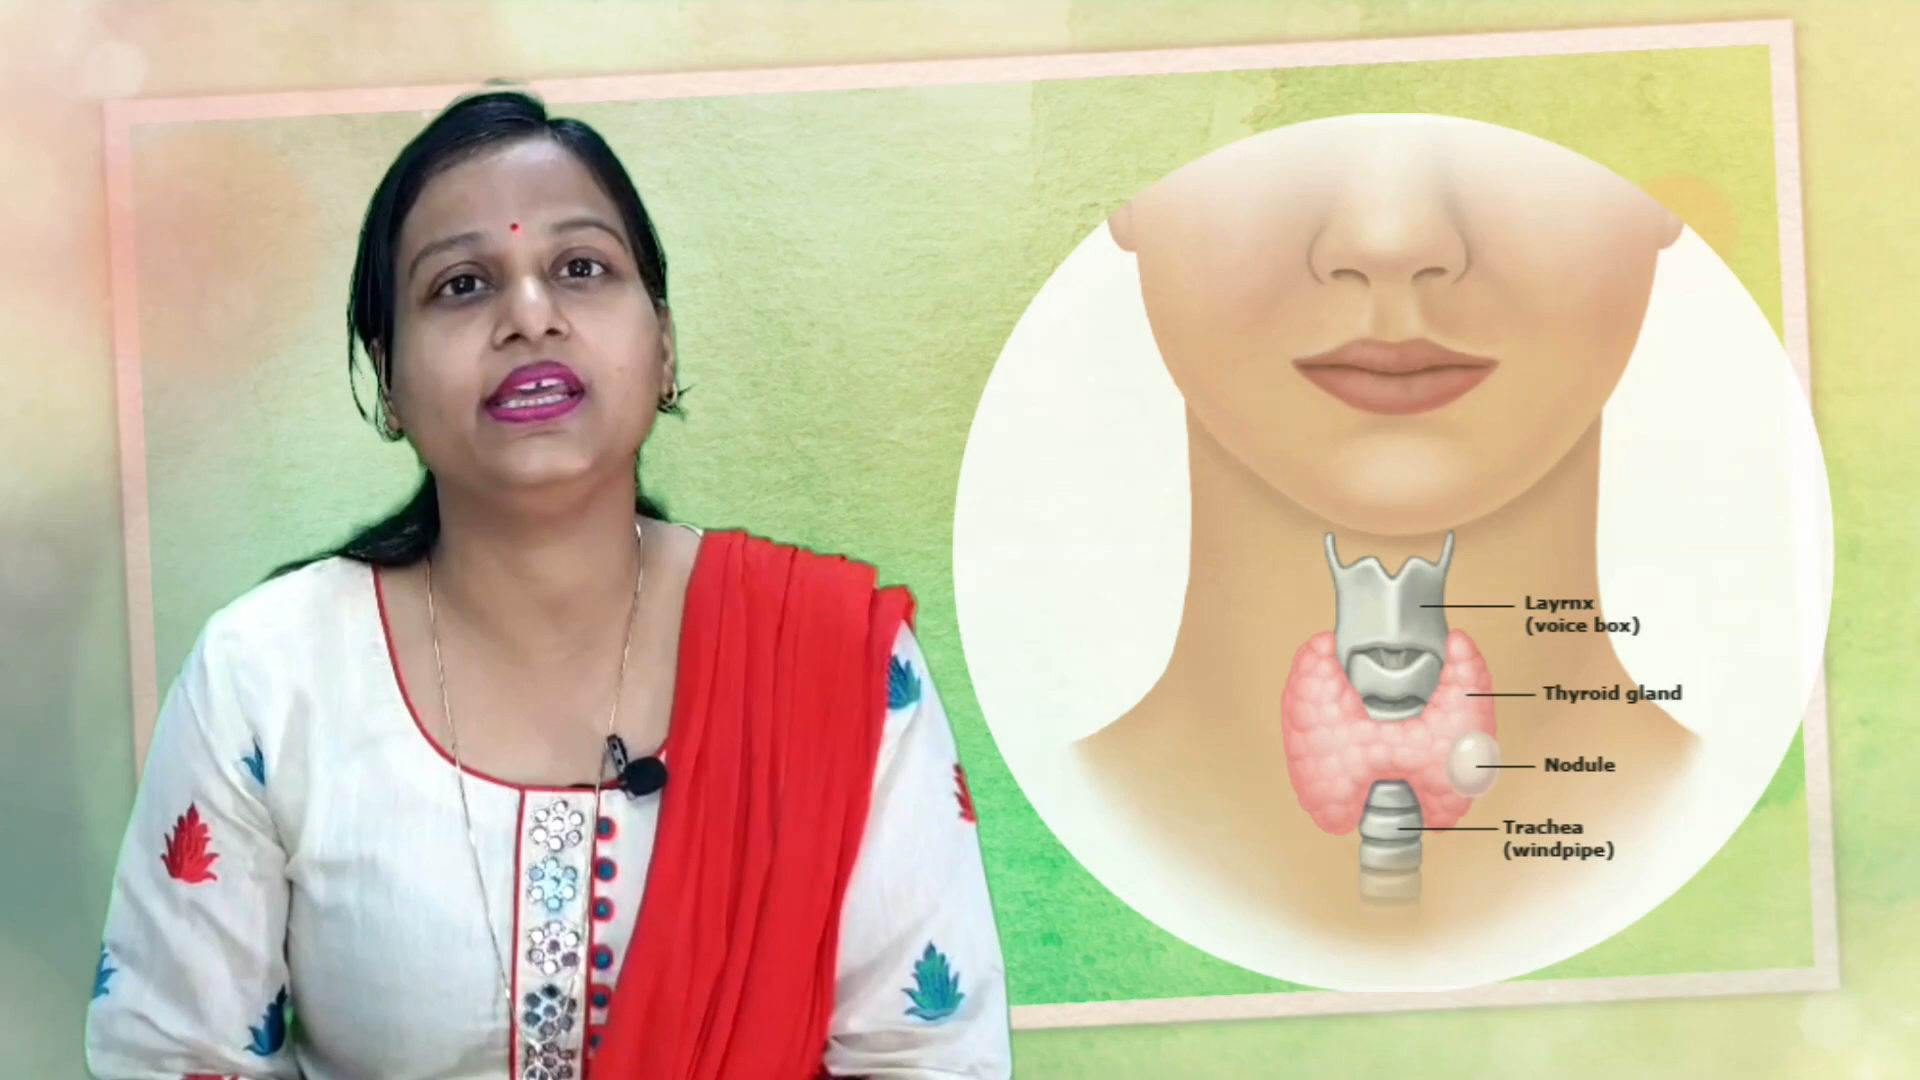 Layrnx
(voice box)
Thyroid gland
Nodule
Trachea
(windpipe)